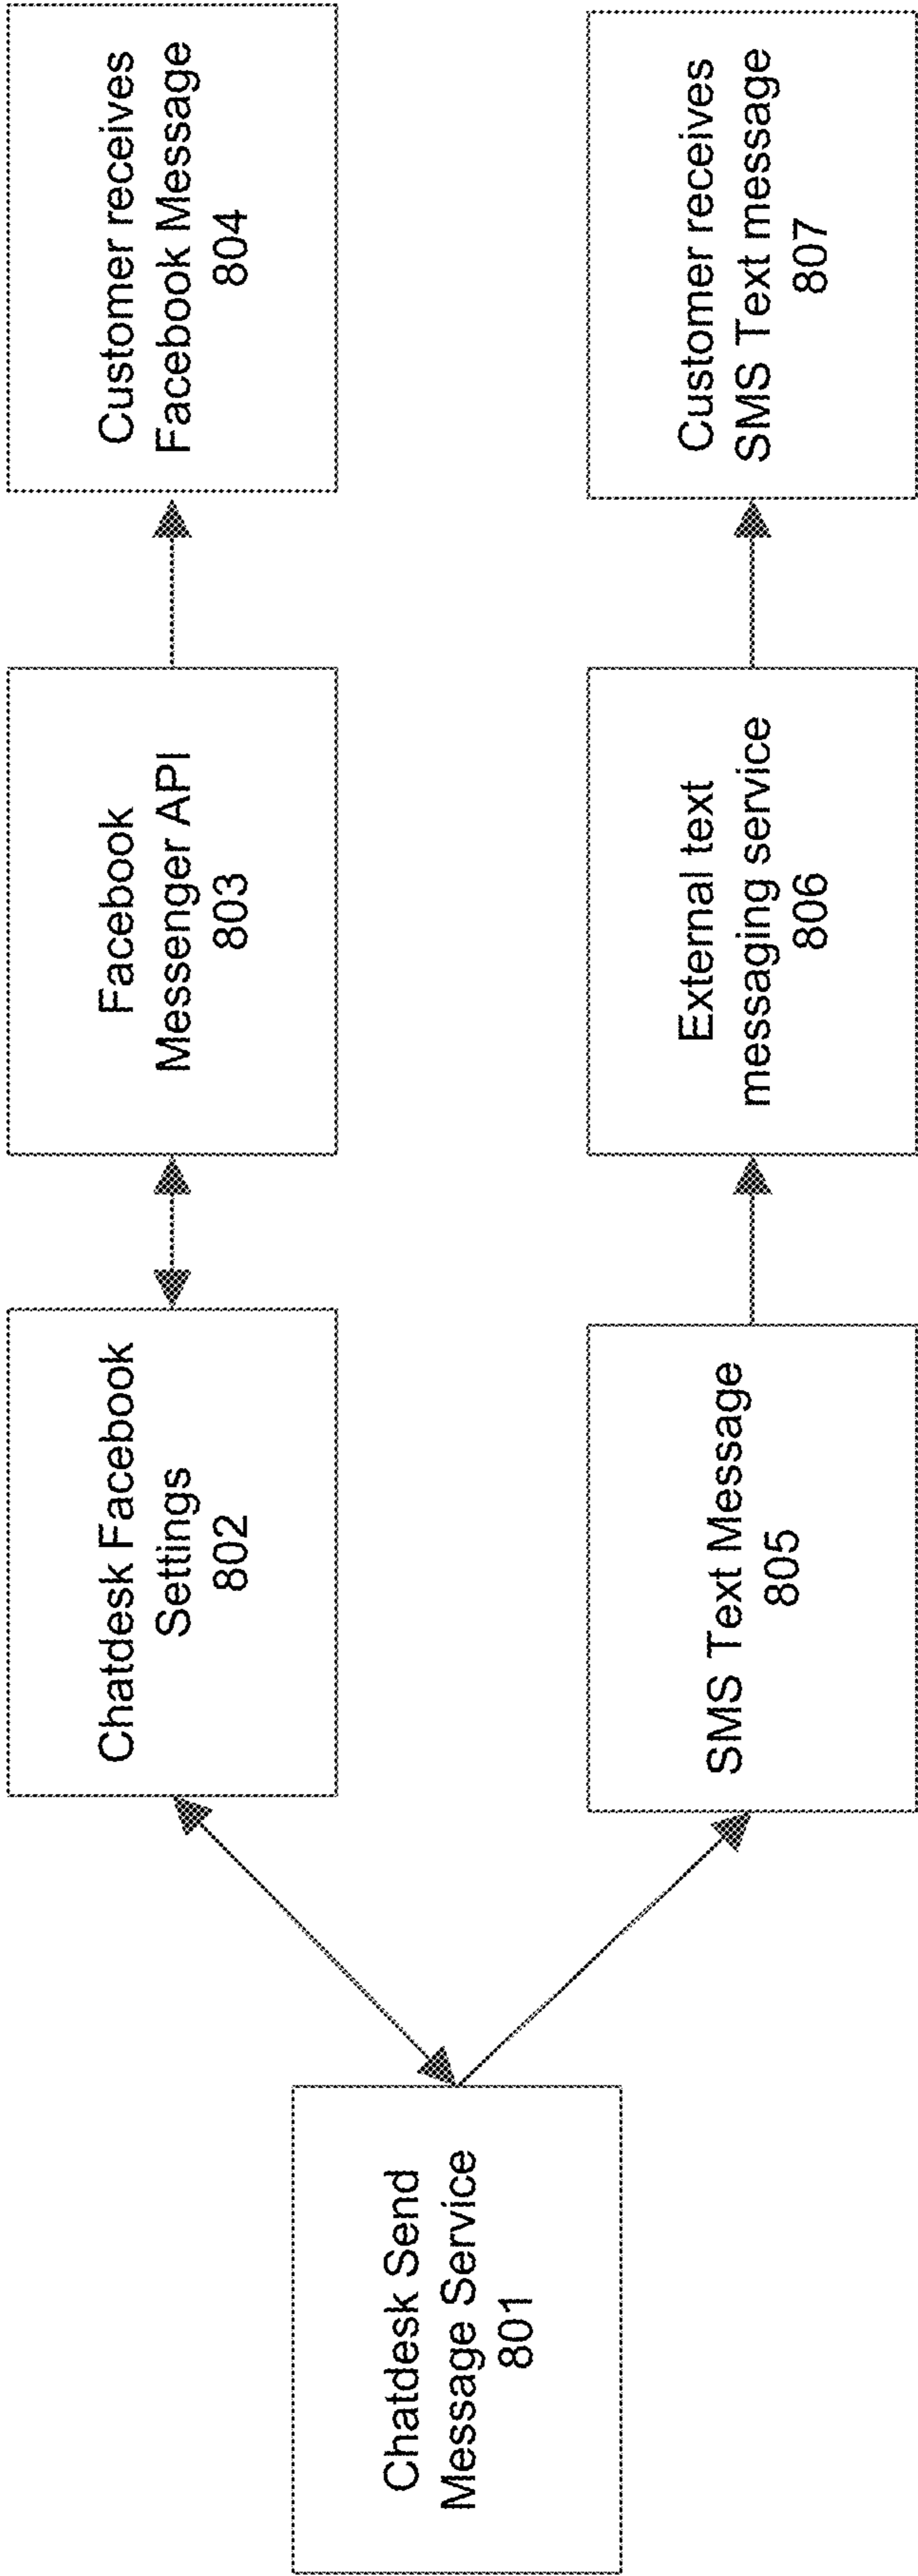 Chatdesk Send
Message Service
801
Chatdesk Facebook
Settings
802
Facebook
Messenger API
803
Customer receives
Facebook Message
804
SMS Text Message
805
External text
messaging service
806
Customer receives
SMS Text message
807